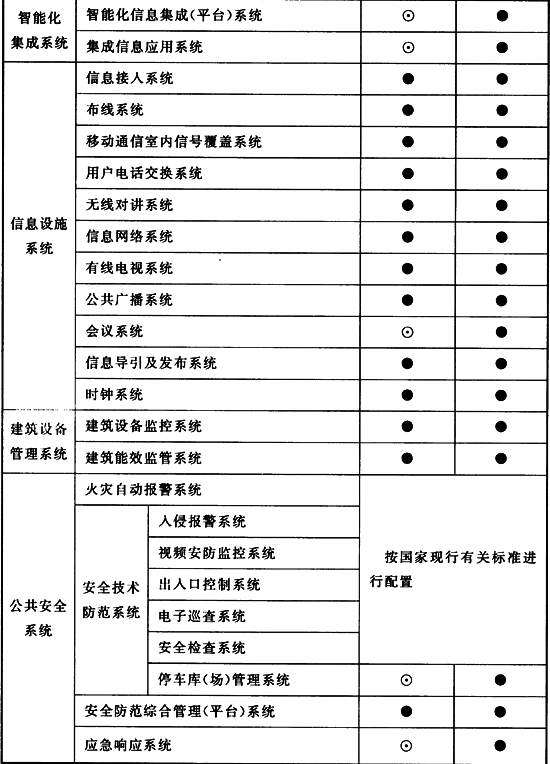 智能化
集成系统
智能化信息集成(平台)系统 ⊙ ●
集成信息应用系统 ⊙ ●
信息设施
系统
信息接人系统 ● ●
布线系统 ● ●
移动通信室内信号覆盖系统 ● ●
用户电话交换系统 ● ●
无线对讲系统 ● ●
信息网络系统 ● ●
有线电视系统 ● ●
公共广播系统 ● ●
会议系统 ⊙ ●
信息导引及发布系统 ● ●
时钟系统 ● ●
建筑设备
管理系统
建筑设备监控系统 ● ●
建筑能效监管系统 ● ●
公共安全
系统
火灾自动报警系统
安全技术
防范系统
入侵报警系统
视频安防监控系统
出入口控制系统
电子巡查系统
安全检查系统
按国家现行有关标准进
行配置
停车库(场)管理系统 ⊙ ●
安全防范综合管理(平台)系统 ● ●
应急响应系统 ⊙ ●